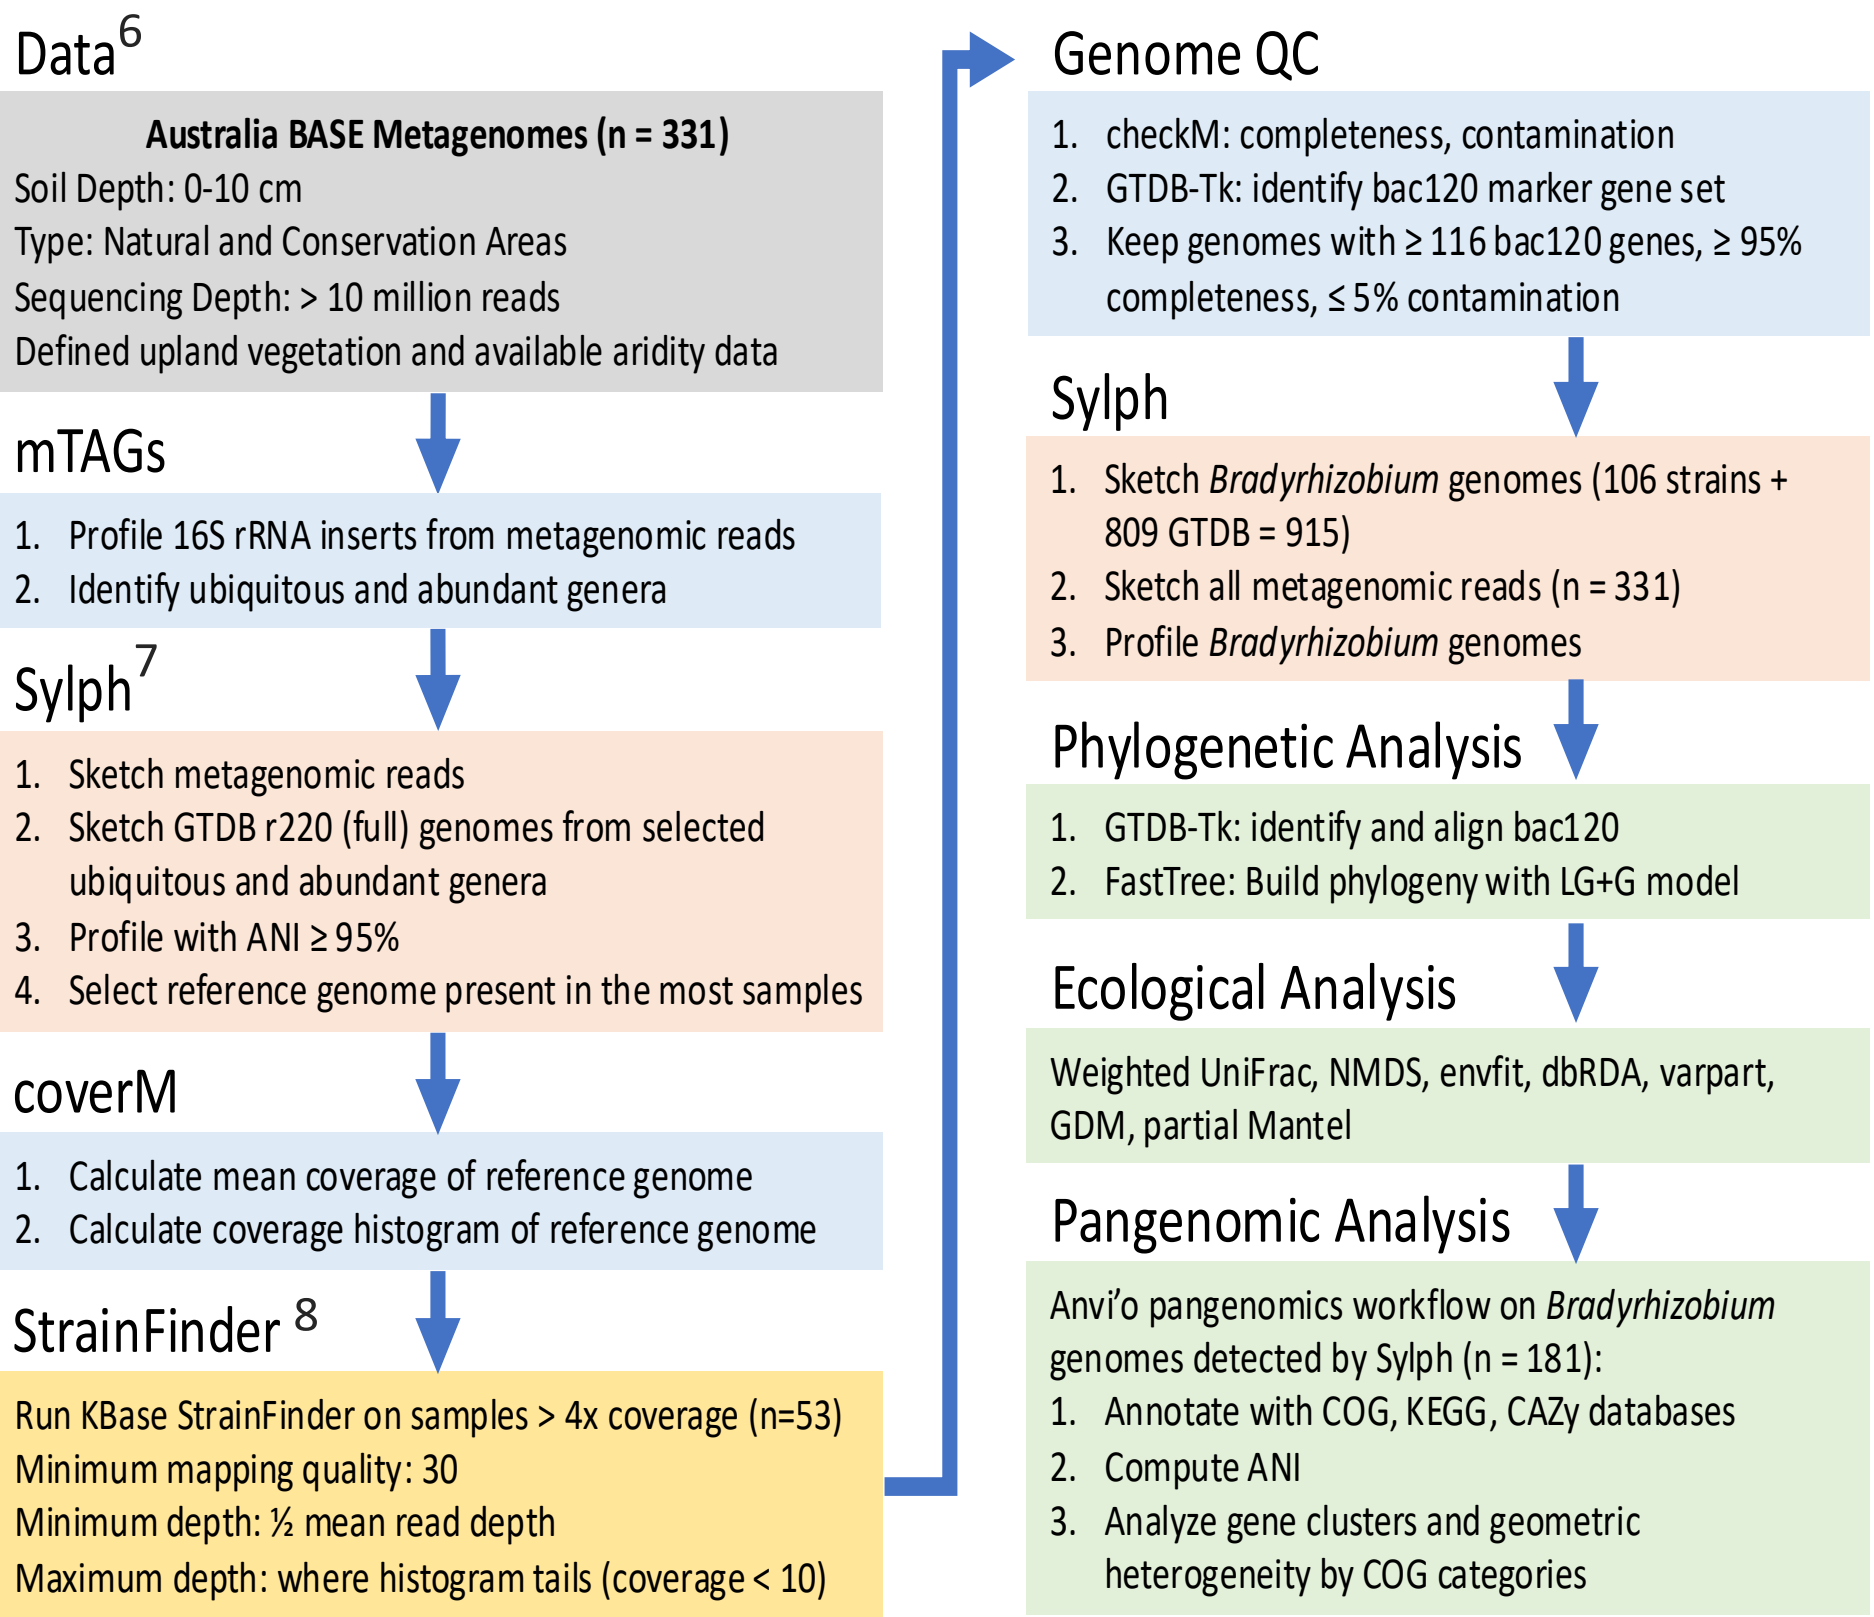 Data⁶
Australia BASE Metagenomes (n = 331)
Soil Depth: 0-10 cm
Type: Natural and Conservation Areas
Sequencing Depth: > 10 million reads
Defined upland vegetation and available aridity data
mTAGs
1. Profile 16S rRNA inserts from metagenomic reads
2. Identify ubiquitous and abundant genera
Sylph⁷
1. Sketch metagenomic reads
2. Sketch GTDB r220 (full) genomes from selected
ubiquitous and abundant genera
3. Profile with ANI ≥ 95%
4. Select reference genome present in the most samples
coverM
1. Calculate mean coverage of reference genome
2. Calculate coverage histogram of reference genome
StrainFinder ⁸
Run KBase StrainFinder on samples > 4x coverage (n=53)
Minimum mapping quality: 30
Minimum depth: ½ mean read depth
Maximum depth: where histogram tails (coverage < 10)
Genome QC
1. checkM: completeness, contamination
2. GTDB-Tk: identify bac120 marker gene set
3. Keep genomes with ≥ 116 bac120 genes, ≥ 95%
completeness, ≤ 5% contamination
Sylph
1. Sketch Bradyrhizobium genomes (106 strains +
809 GTDB = 915)
2. Sketch all metagenomic reads (n = 331)
3. Profile Bradyrhizobium genomes
Phylogenetic Analysis
1. GTDB-Tk: identify and align bac120
2. FastTree: Build phylogeny with LG+G model
Ecological Analysis
Weighted UniFrac, NMDS, envfit, dbRDA, varpart,
GDM, partial Mantel
Pangenomic Analysis
Anvi’o pangenomics workflow on Bradyrhizobium
genomes detected by Sylph (n = 181):
1. Annotate with COG, KEGG, CAZy databases
2. Compute ANI
3. Analyze gene clusters and geometric
heterogeneity by COG categories